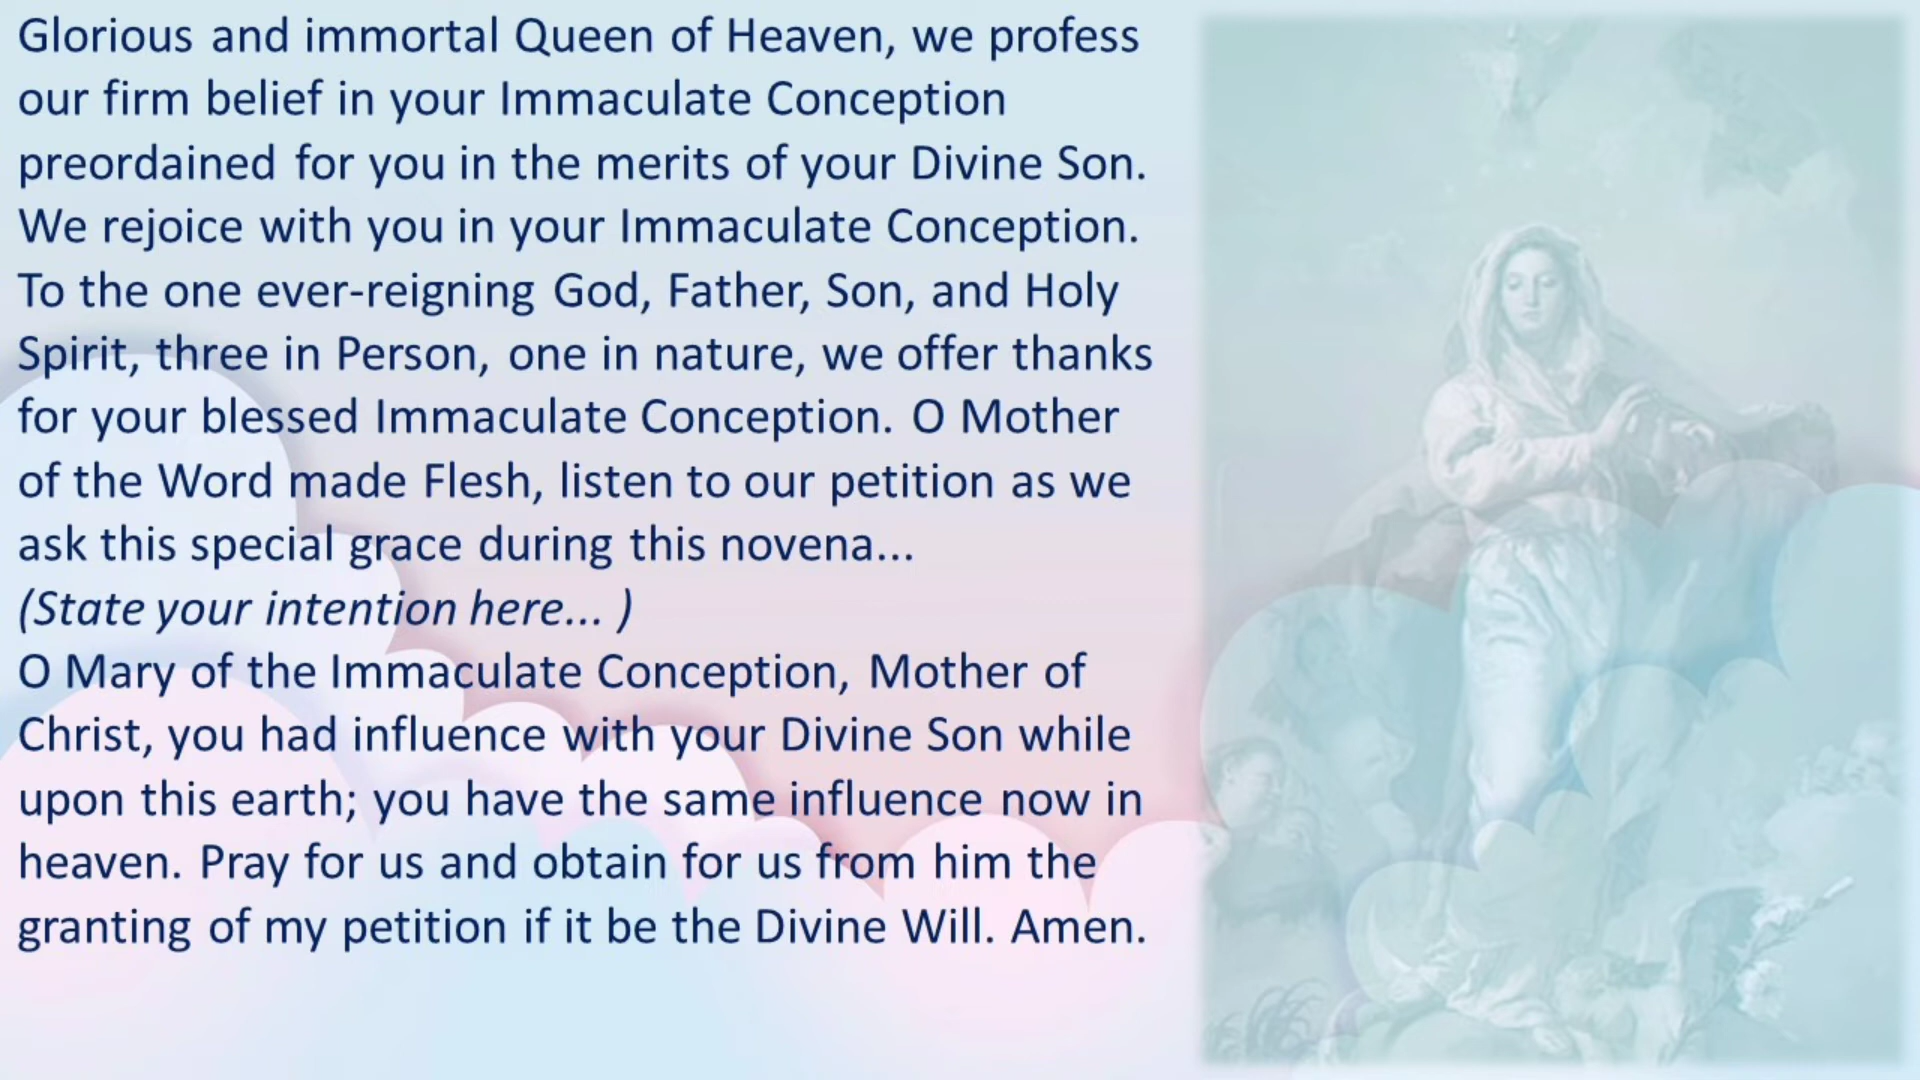 Glorious and immortal Queen of Heaven, we profess
our firm belief in your Immaculate Conception
preordained for you in the merits of your Divine Son.
We rejoice with you in your Immaculate Conception.
To the one ever-reigning God, Father, Son, and Holy
Spirit, three in Person, one in nature, we offer thanks
for your blessed Immaculate Conception. O Mother
of the Word made Flesh, listen to our petition as we
ask this special grace during this novena...
(State your intention here... )
O Mary of the Immaculate Conception, Mother of
Christ, you had influence with your Divine Son while
upon this earth; you have the same influence now in
heaven. Pray for us and obtain for us from him the
granting of my petition if it be the Divine Will. Amen.